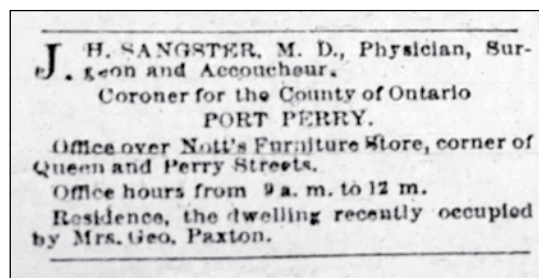 J. H. SANGSTER, M. D., Physician, Sur-
geon and Accoucheur.
Coroner for the County of Ontario
PORT PERRY.
Office over Nott's Furniture Store, corner of
Queen and Perry Streets.
Office hours from 9 a. m. to 12 m.
Residence, the dwelling recently occupied
by Mrs. Geo. Paxton.